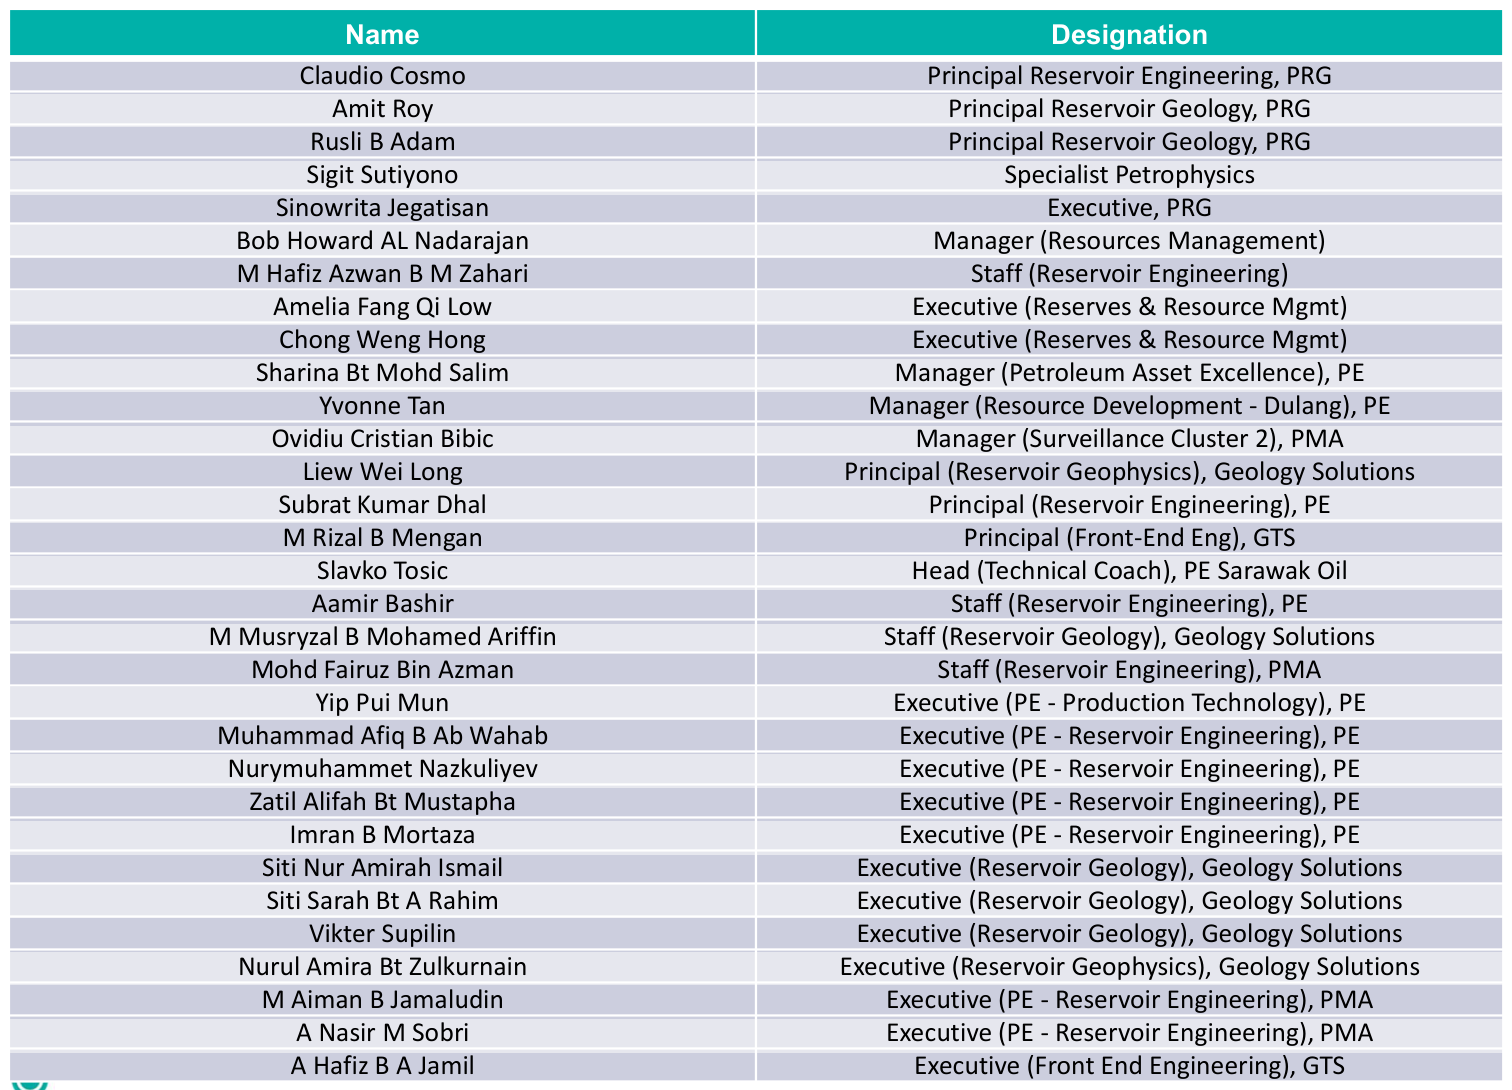 Name Designation
Claudio Cosmo Principal Reservoir Engineering, PRG
Amit Roy Principal Reservoir Geology, PRG
Rusli B Adam Principal Reservoir Geology, PRG
Sigit Sutiyono Specialist Petrophysics
Sinowrita Jegatisan Executive, PRG
Bob Howard AL Nadarajan Manager (Resources Management)
M Hafiz Azwan B M Zahari Staff (Reservoir Engineering)
Amelia Fang Qi Low Executive (Reserves & Resource Mgmt)
Chong Weng Hong Executive (Reserves & Resource Mgmt)
Sharina Bt Mohd Salim Manager (Petroleum Asset Excellence), PE
Yvonne Tan Manager (Resource Development - Dulang), PE
Ovidiu Cristian Bibic Manager (Surveillance Cluster 2), PMA
Liew Wei Long Principal (Reservoir Geophysics), Geology Solutions
Subrat Kumar Dhal Principal (Reservoir Engineering), PE
M Rizal B Mengan Principal (Front-End Eng), GTS
Slavko Tosic Head (Technical Coach), PE Sarawak Oil
Aamir Bashir Staff (Reservoir Engineering), PE
M Musryzal B Mohamed Ariffin Staff (Reservoir Geology), Geology Solutions
Mohd Fairuz Bin Azman Staff (Reservoir Engineering), PMA
Yip Pui Mun Executive (PE - Production Technology), PE
Muhammad Afiq B Ab Wahab Executive (PE - Reservoir Engineering), PE
Nurymuhammet Nazkuliyev Executive (PE - Reservoir Engineering), PE
Zatil Alifah Bt Mustapha Executive (PE - Reservoir Engineering), PE
Imran B Mortaza Executive (PE - Reservoir Engineering), PE
Siti Nur Amirah Ismail Executive (Reservoir Geology), Geology Solutions
Siti Sarah Bt A Rahim Executive (Reservoir Geology), Geology Solutions
Vikter Supilin Executive (Reservoir Geology), Geology Solutions
Nurul Amira Bt Zulkurnain Executive (Reservoir Geophysics), Geology Solutions
M Aiman B Jamaludin Executive (PE - Reservoir Engineering), PMA
A Nasir M Sobri Executive (PE - Reservoir Engineering), PMA
A Hafiz B A Jamil Executive (Front End Engineering), GTS